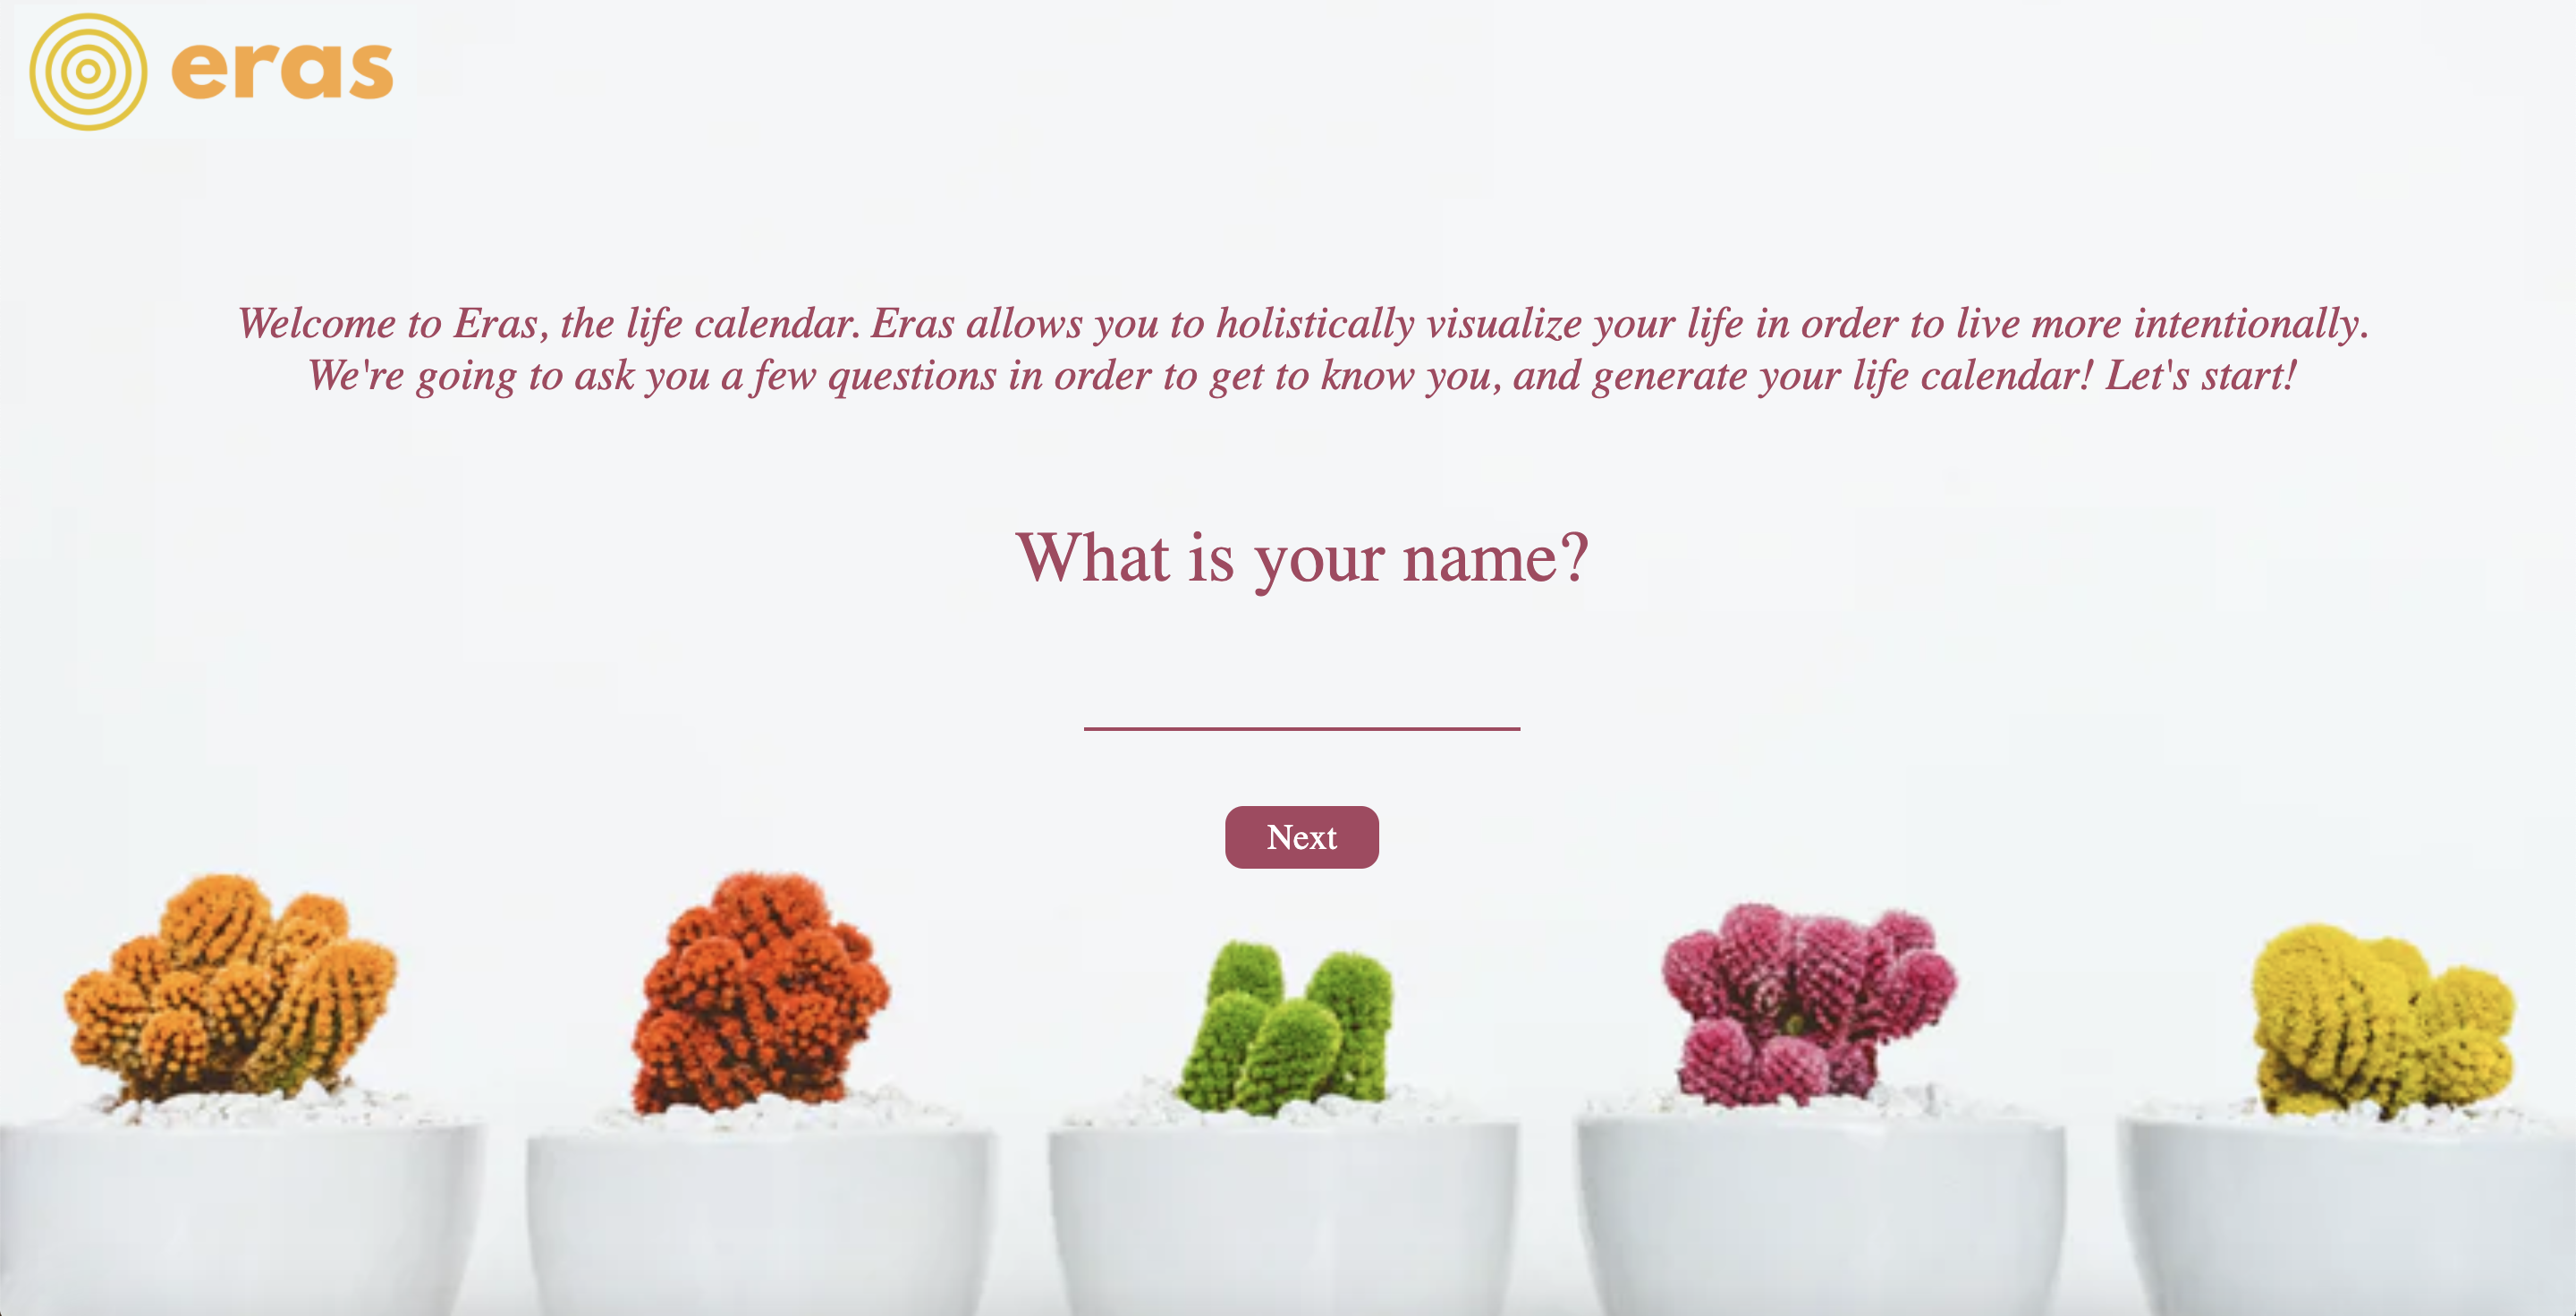 eras
Welcome to Eras, the life calendar. Eras allows you to holistically visualize your life in order to live more intentionally.
We're going to ask you a few questions in order to get to know you, and generate your life calendar! Let's start!
What is your name?
Next